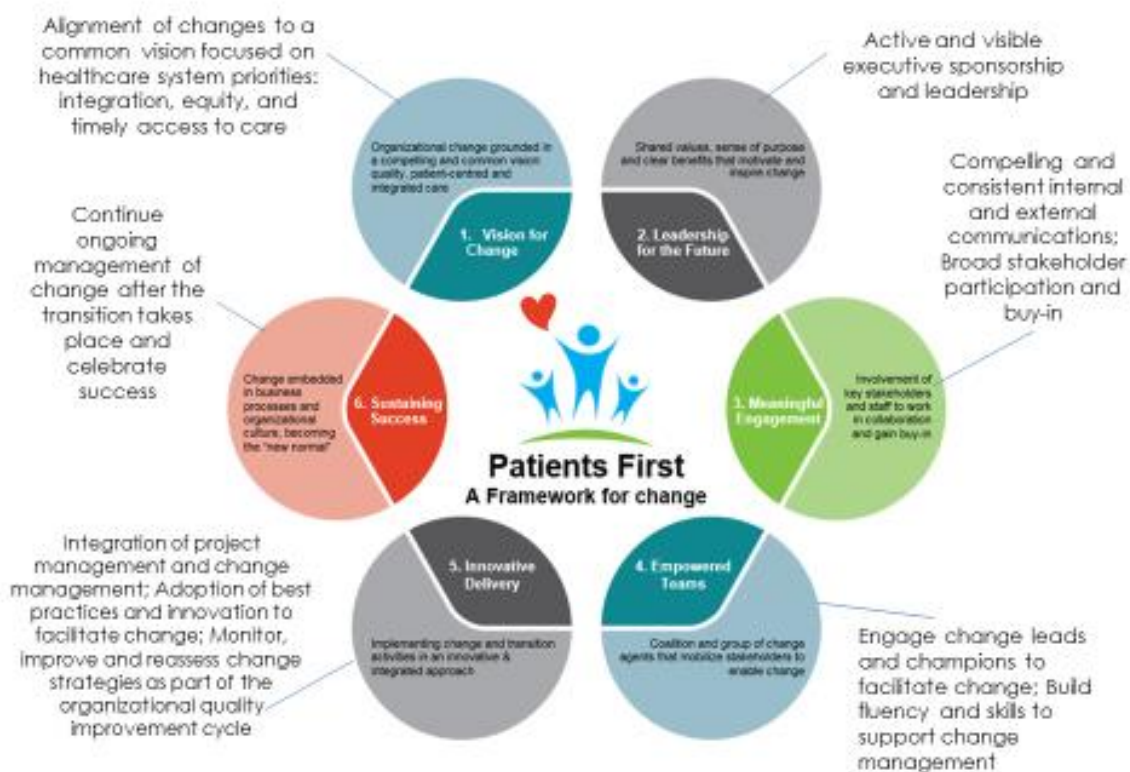 Alignment of changes to a
common vision focused on
healthcare system priorities:
integration, equity, and
timely access to care
Organizational change grounded in
a compelling and common vision
quality, patient-centred and
integrated care
1. Vision for
Change
Active and visible
executive sponsorship
and leadership
Shared values, sense of purpose
and clear benefits that motivate and
inspire change
2. Leadership
for the Future
Compelling and
consistent internal
and external
communications;
Broad stakeholder
participation and
buy-in
3. Meaningful
Engagement
Involvement of
key stakeholders
and staff to work
in collaboration
and gain buy-in
Continue
ongoing
management of
change after the
transition takes
place and
celebrate
success
Change embedded
in business
processes and
organizational
culture, becoming
the "new normal"
6. Sustaining
Success
Patients First
A Framework for change
4. Empowered
Teams
Coalition and group of change
agents that mobilize stakeholders to
enable change
Engage change leads
and champions to
facilitate change; Build
fluency and skills to
support change
management
5. Innovative
Delivery
Implementing change and transition
activities in an innovative &
integrated approach
Integration of project
management and change
management; Adoption of best
practices and innovation to
facilitate change; Monitor,
improve and reassess change
strategies as part of the
organizational quality
improvement cycle